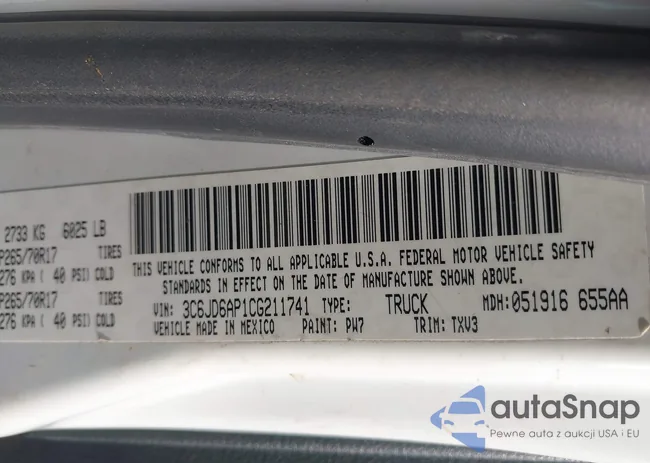 2733 KG 6025 LB
P265/70R17 TIRES
276 KPA ( 40 PSI) COLD
P265/70R17 TIRES
276 KPA ( 40 PSI) COLD
THIS VEHICLE CONFORMS TO ALL APPLICABLE U.S.A. FEDERAL MOTOR VEHICLE SAFETY
STANDARDS IN EFFECT ON THE DATE OF MANUFACTURE SHOWN ABOVE.
VIN: 3C6JD6AP1CG211741 TYPE: TRUCK MDH: 051916 655AA
VEHICLE MADE IN MEXICO PAINT: PW7 TRIM: TXV3
autaSnap
Pewne auta z aukcji USA i EU